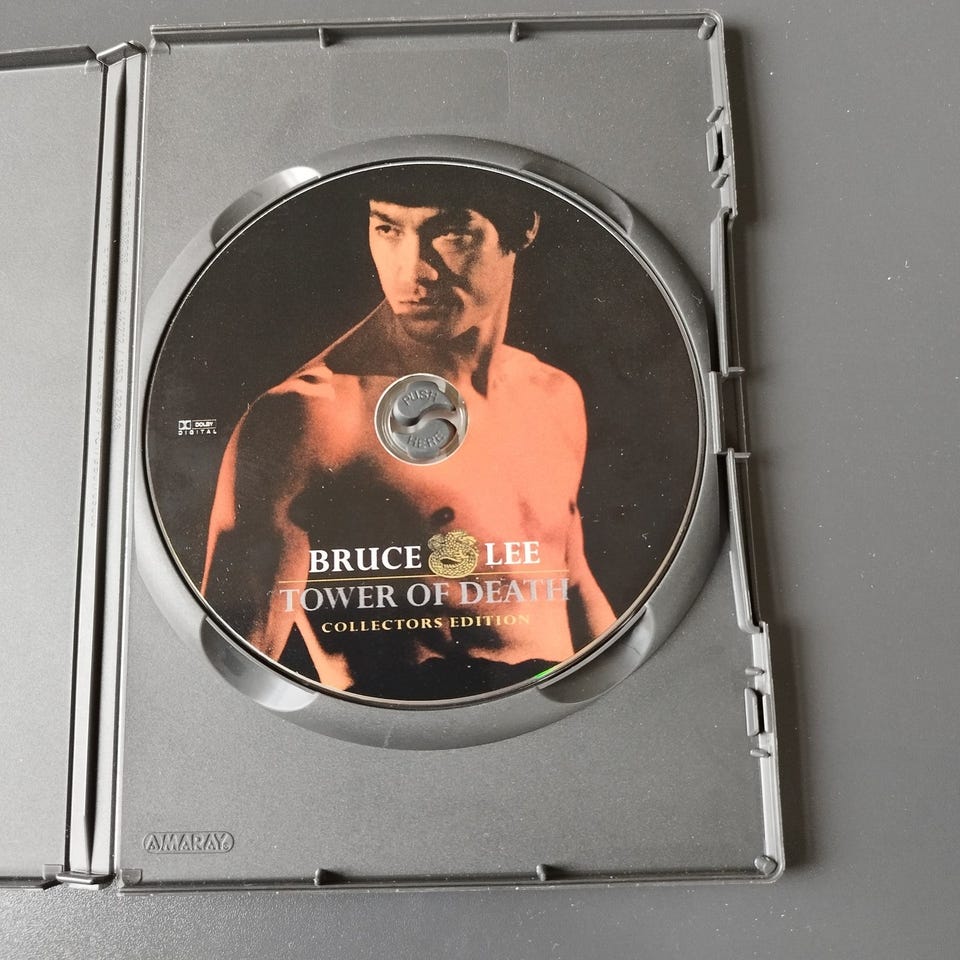 PUSH
HERE
DOLBY
DIGITAL
BRUCE LEE
TOWER OF DEATH
COLLECTORS EDITION
AMARAY